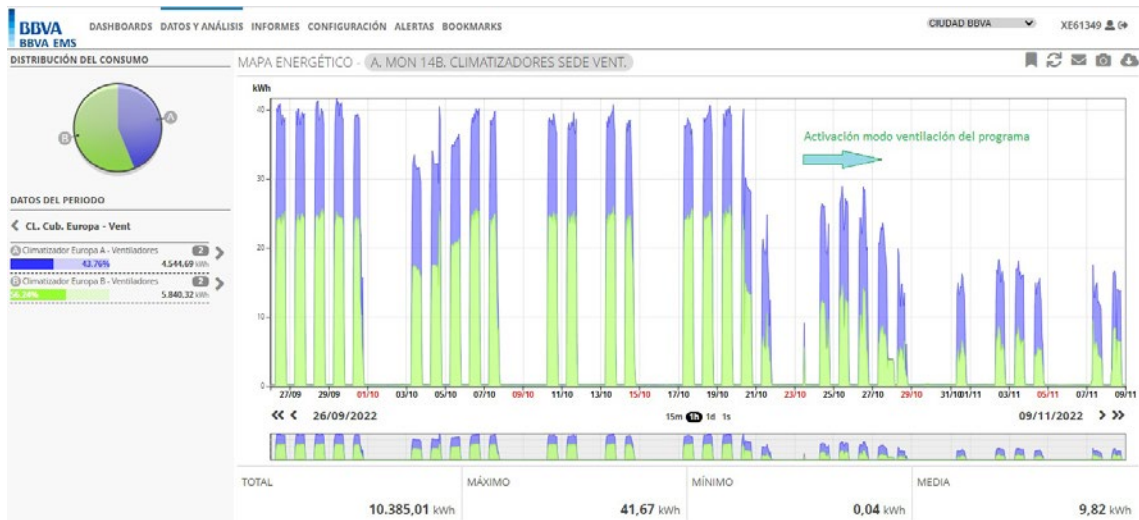 BBVA
BBVA EMS
DASHBOARDS DATOS Y ANÁLISIS INFORMES CONFIGURACIÓN ALERTAS BOOKMARKS
CIUDAD BBVA
XE61349
DISTRIBUCIÓN DEL CONSUMO
A
B
DATOS DEL PERIODO
CL. Cub. Europa - Vent
A Climatizador Europa A - Ventiladores 2
43.76% 4.544,69 kWh
B Climatizador Europa B - Ventiladores 2
56.24% 5.840,32 kWh
MAPA ENERGÉTICO - A. MON 14B. CLIMATIZADORES SEDE VENT.
kWh
40
30
20
10
0
Activación modo ventilación del programa
27/09 29/09 01/10 03/10 05/10 07/10 09/10 11/10 13/10 15/10 17/10 19/10 21/10 23/10 25/10 27/10 29/10 31/10 01/11 03/11 05/11 07/11 09/11
26/09/2022 15m 1h 1d 1s 09/11/2022
TOTAL MÁXIMO MÍNIMO MEDIA
10.385,01 kWh 41,67 kWh 0,04 kWh 9,82 kWh